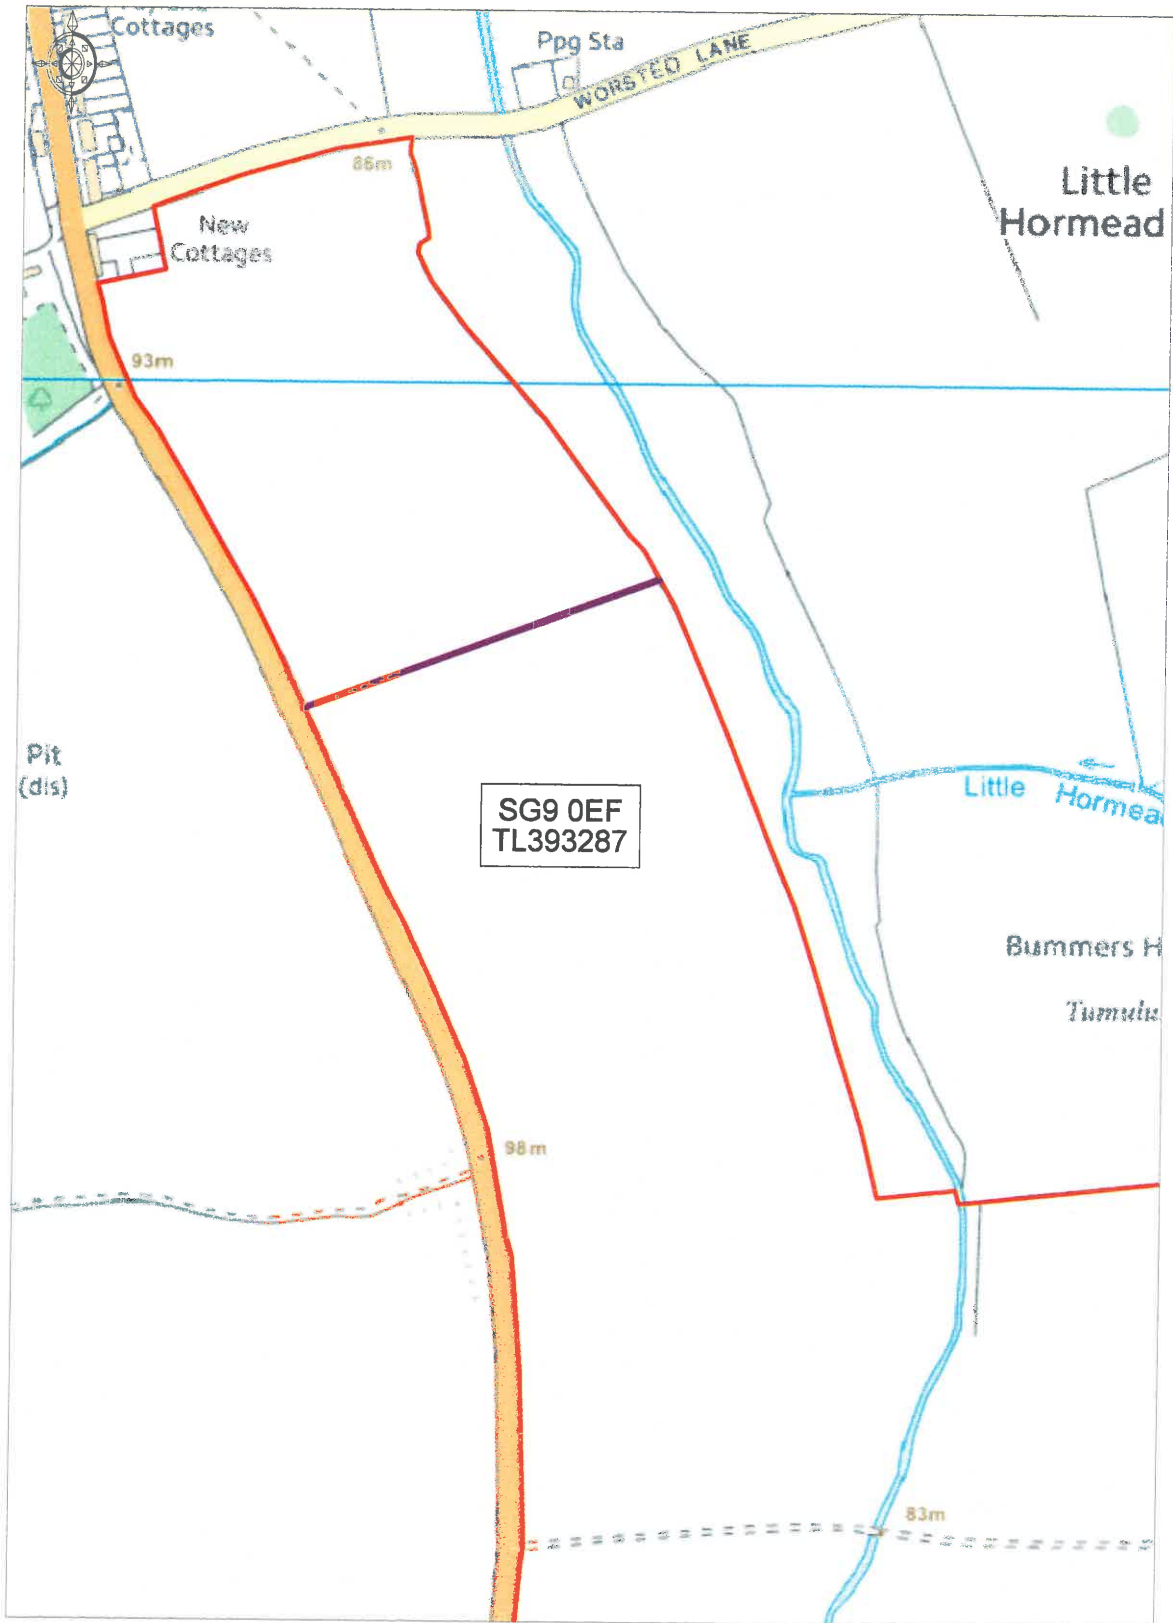 Cottages
Ppg Sta
WORSTED LANE
86m
Little
Hormead
New
Cottages
93m
Pit
(dis)
SG9 0EF
TL393287
Little Hormea
Bummers H
Tumulu
98m
83m